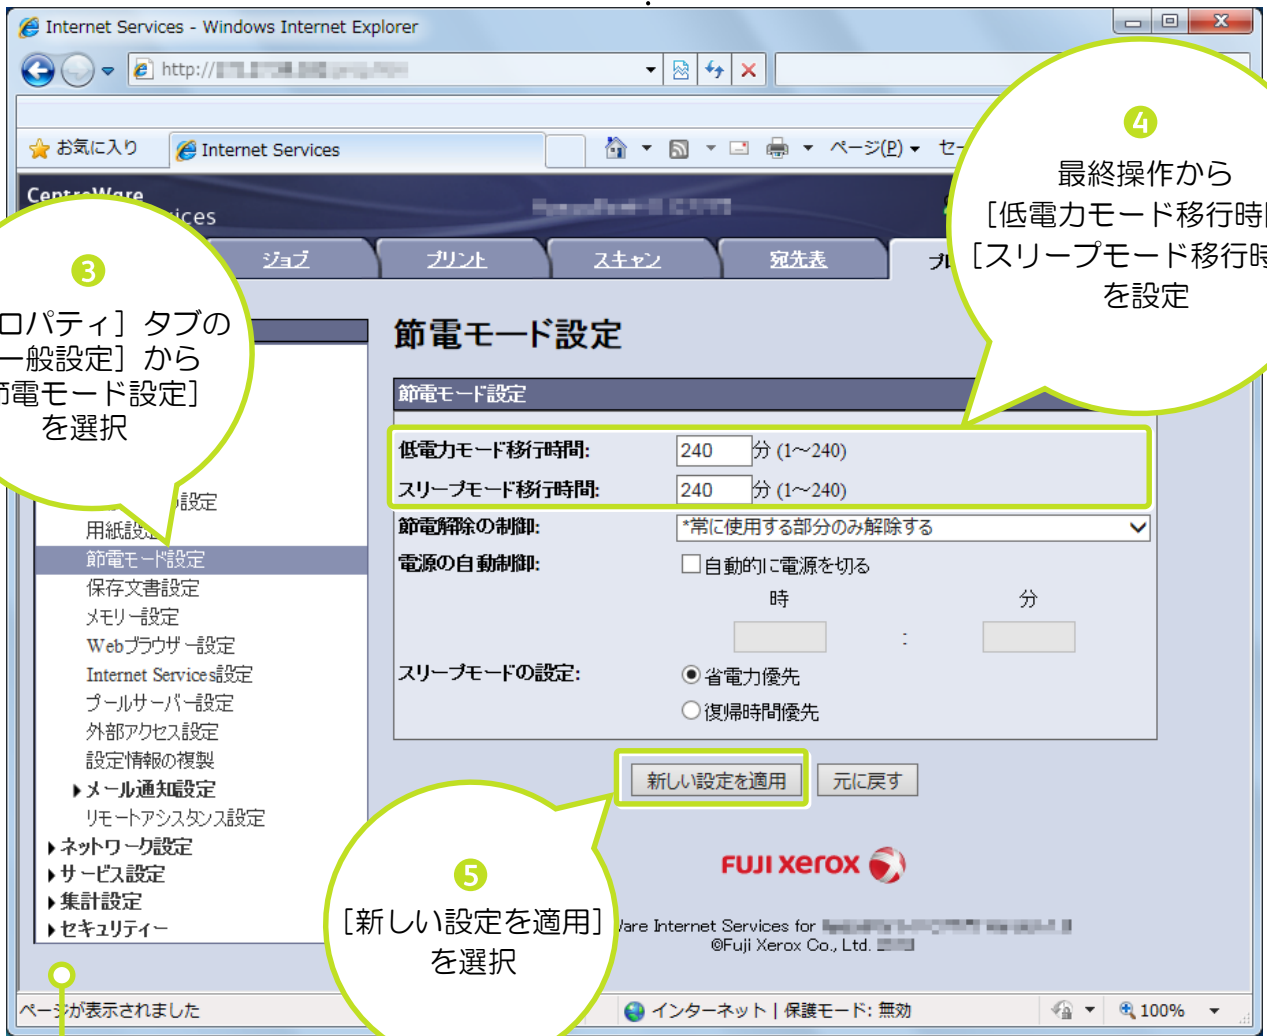 Internet Services - Windows Internet Explorer
http://
お気に入り
Internet Services
ページ(P)
セー
CentreWare
ices
ジョブ
プリント
スキャン
宛先表
プロ
④
最終操作から
[低電力モード移行時間
[スリープモード移行時
を設定
③
ロパティ］タブの
一般設定］から
節電モード設定］
を選択
節電モード設定
節電モード設定
低電力モード移行時間: 240 分 (1～240)
スリープモード移行時間: 240 分 (1～240)
節電解除の制御: *常に使用する部分のみ解除する
電源の自動制御: 自動的に電源を切る
時 分
:
スリープモードの設定: 省電力優先
復帰時間優先
の設定
用紙設定
節電モード設定
保存文書設定
メモリー設定
Webブラウザー設定
Internet Services設定
プールサーバー設定
外部アクセス設定
設定情報の複製
メール通知設定
リモートアシスタンス設定
ネットワーク設定
サービス設定
集計設定
セキュリティー
新しい設定を適用
元に戻す
⑤
[新しい設定を適用]
を選択
FUJI xerox
Ware Internet Services for
©Fuji Xerox Co., Ltd.
ページが表示されました
インターネット | 保護モード: 無効
100%